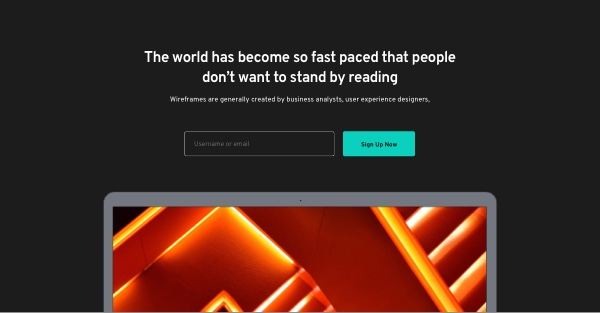 The world has become so fast paced that people
don’t want to stand by reading
Wireframes are generally created by business analysts, user experience designers,
Username or email
Sign Up Now